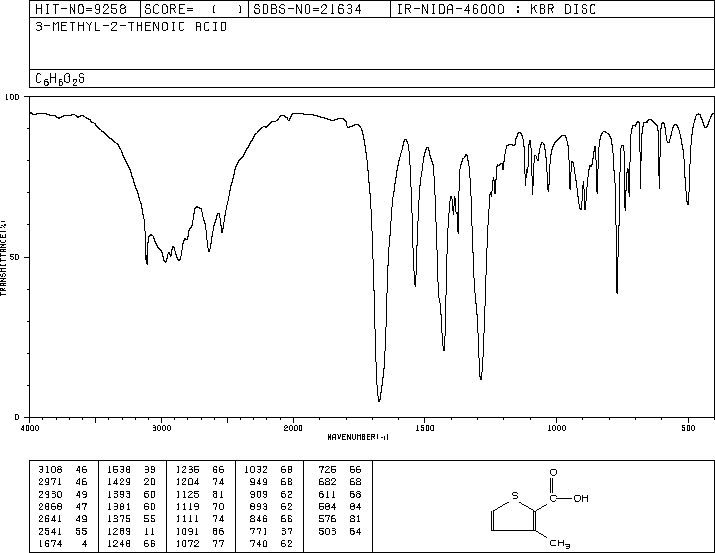 HIT-NO=9258 SCORE= ( ) SDBS-NO=21634 IR-NIDA-46000 : KBR DISC
3-METHYL-2-THENOIC ACID
C6H6O2S
100
50
0
TRANSMITTANCE(%)
4000 3000 2000 1500 1000 500
WAVENUMBER(-1)
3108 46 1538 39 1236 66 1032 68 726 66
2971 46 1429 20 1204 74 949 68 682 68
2930 49 1393 60 1125 81 909 62 611 68
2868 47 1381 60 1119 70 893 62 584 84
2641 49 1375 55 1111 74 846 66 576 81
2541 55 1289 11 1091 86 771 37 503 64
1674 4 1248 66 1072 77 740 62
O
S C OH
CH3